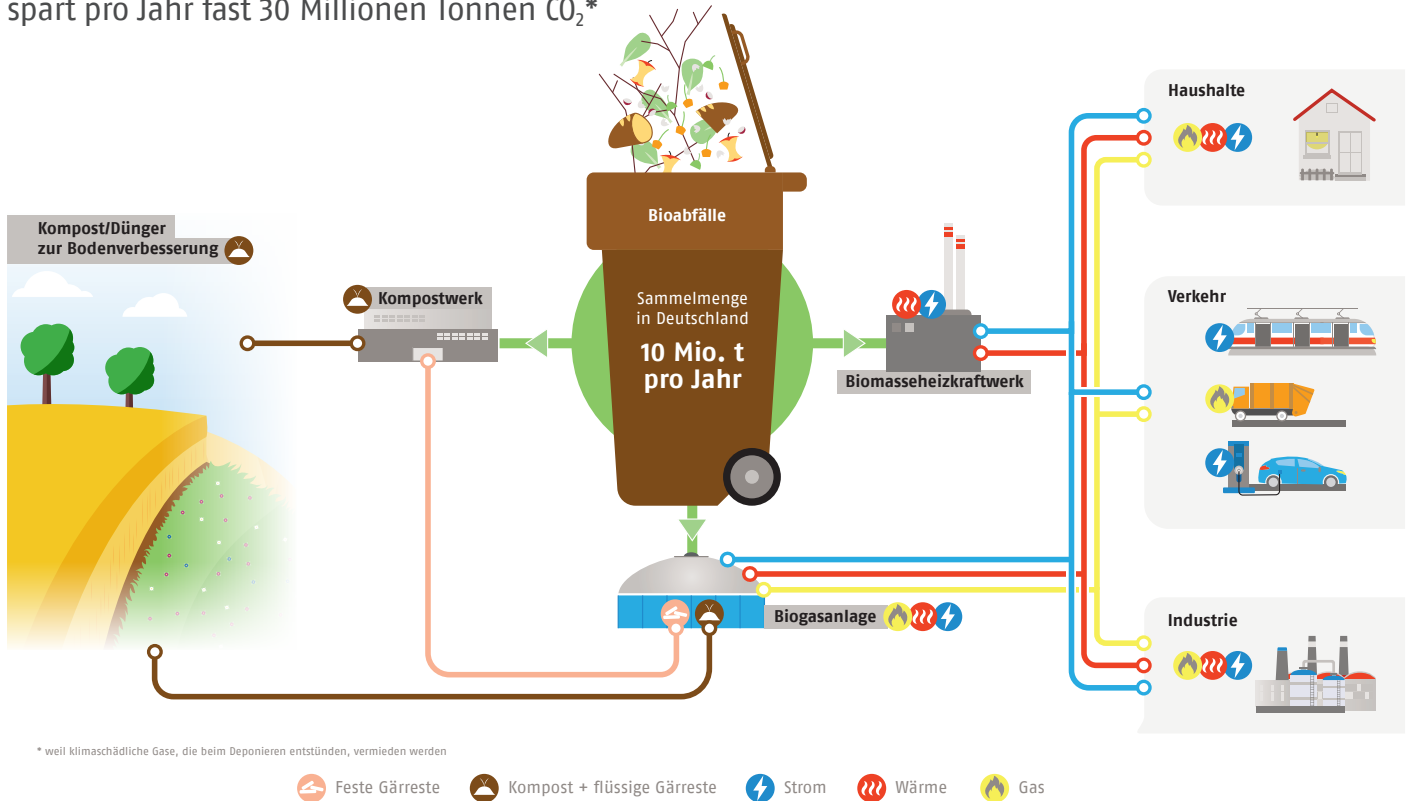 spart pro Jahr fast 30 Millionen Tonnen CO₂*
Haushalte
Bioabfälle
Kompost/Dünger
zur Bodenverbesserung
Kompostwerk
Sammelmenge
in Deutschland
10 Mio. t
pro Jahr
Verkehr
Biomasseheizkraftwerk
Biogasanlage
Industrie
* weil klimaschädliche Gase, die beim Deponieren entstünden, vermieden werden
Feste Gärreste
Kompost + flüssige Gärreste
Strom
Wärme
Gas